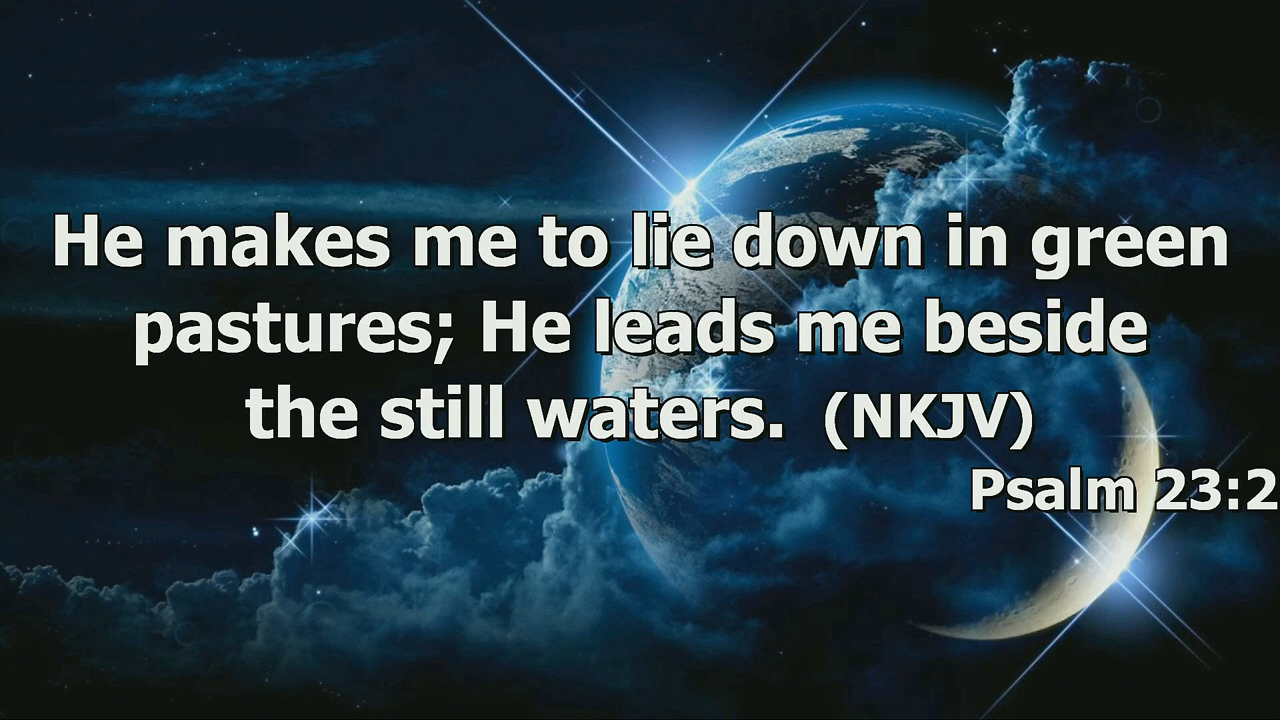 He makes me to lie down in green
pastures; He leads me beside
the still waters. (NKJV)
Psalm 23:2